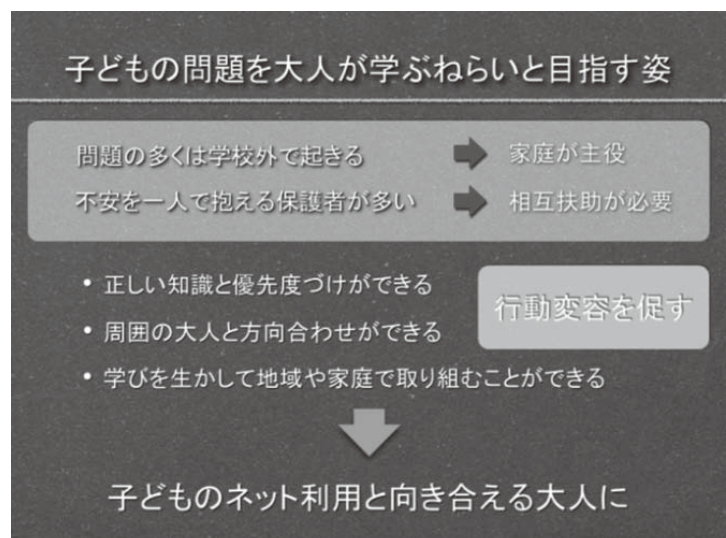 子どもの問題を大人が学ぶねらいと目指す姿
問題の多くは学校外で起きる 家庭が主役
不安を一人で抱える保護者が多い 相互扶助が必要
• 正しい知識と優先度づけができる
• 周囲の大人と方向合わせができる
行動変容を促す
• 学びを生かして地域や家庭で取り組むことができる
子どものネット利用と向き合える大人に